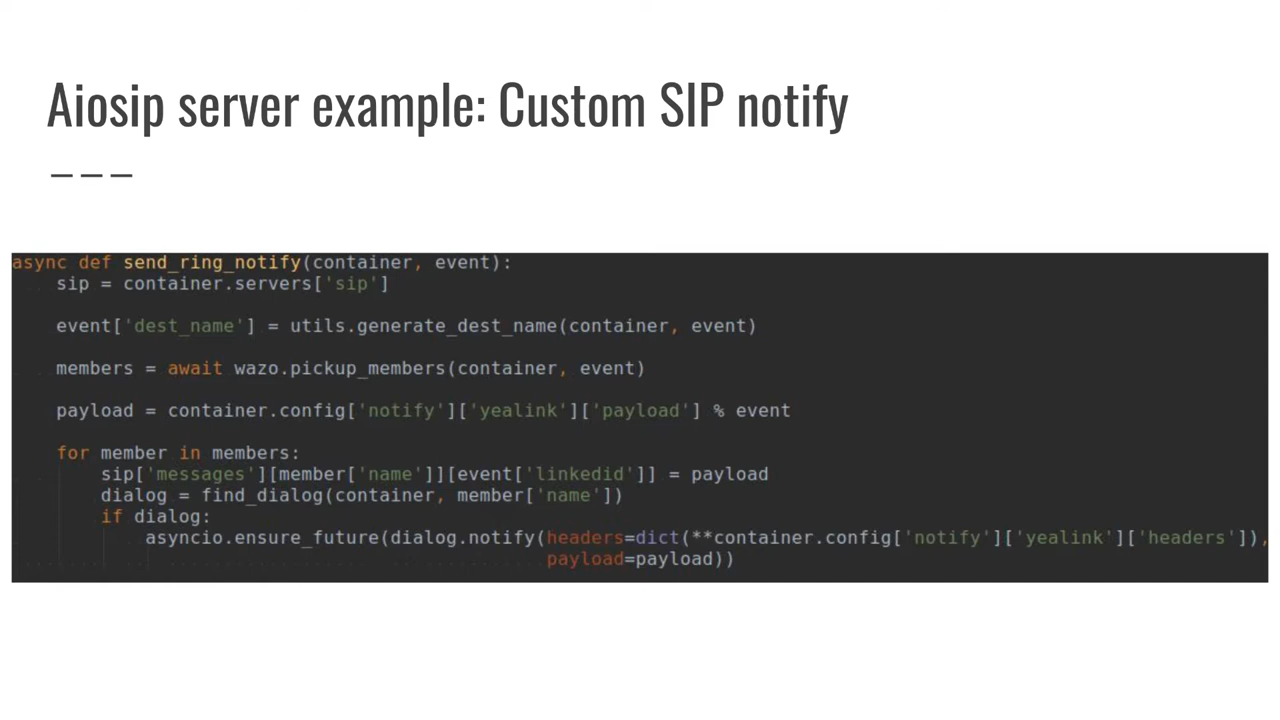 Aiosip server example: Custom SIP notify
async def send_ring_notify(container, event):
    sip = container.servers['sip']
    event['dest_name'] = utils.generate_dest_name(container, event)
    members = await wazo.pickup_members(container, event)
    payload = container.config['notify']['yealink']['payload'] % event
    for member in members:
        sip['messages'][member['name']][event['linkedid']] = payload
        dialog = find_dialog(container, member['name'])
        if dialog:
            asyncio.ensure_future(dialog.notify(headers=dict(**container.config['notify']['yealink']['headers']),
                                                payload=payload))